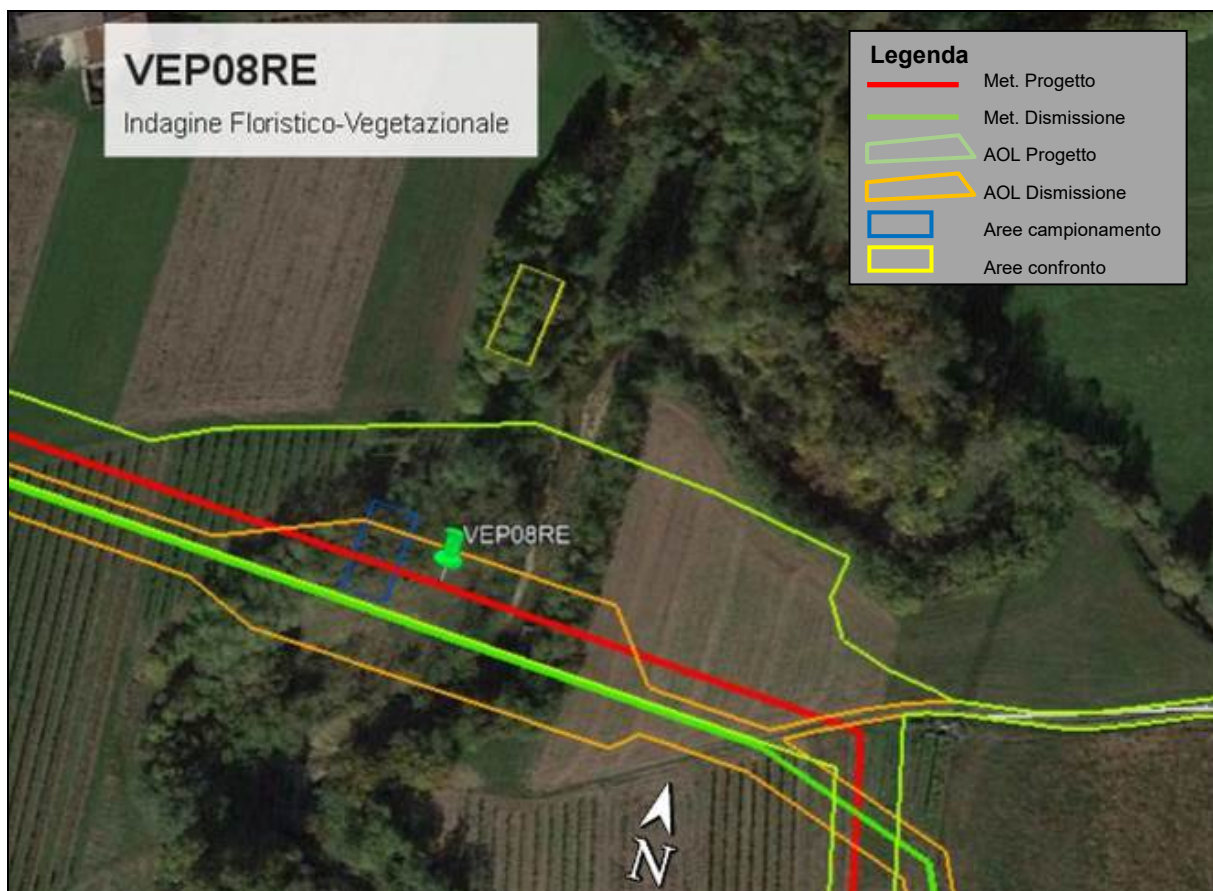 VEP08RE
Indagine Floristico-Vegetazionale
Legenda
Met. Progetto
Met. Dismissione
AOL Progetto
AOL Dismissione
Aree campionamento
Aree confronto
VEP08RE
N